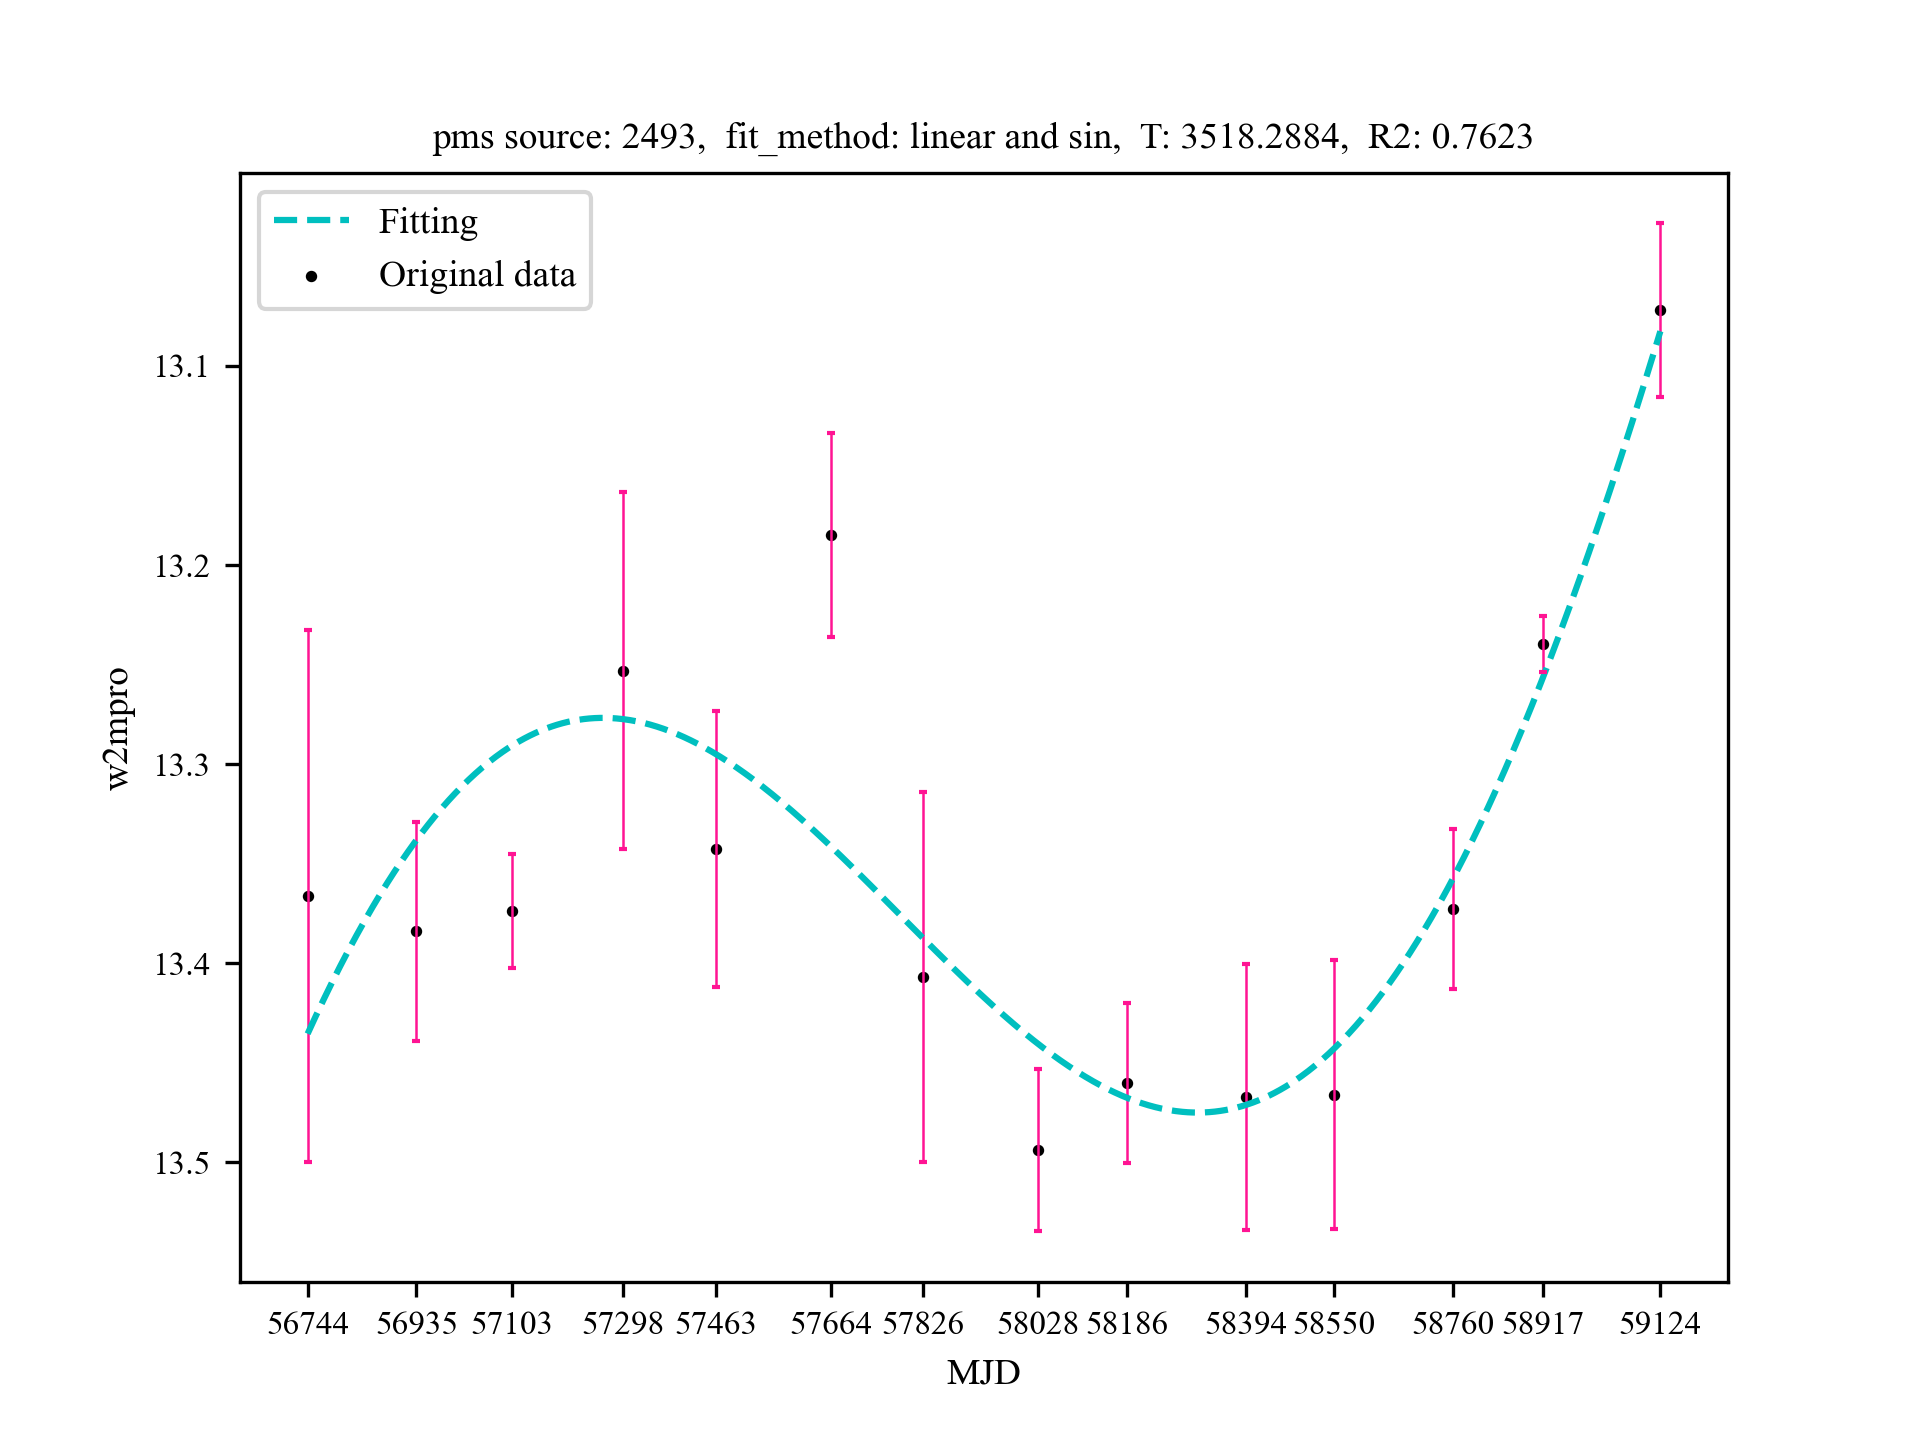 pms source: 2493,  fit_method: linear and sin,  T: 3518.2884,  R2: 0.7623
Fitting
Original data
13.1
13.2
13.3
13.4
13.5
w2mpro
56744 56935 57103 57298 57463 57664 57826 58028 58186 58394 58550 58760 58917 59124
MJD